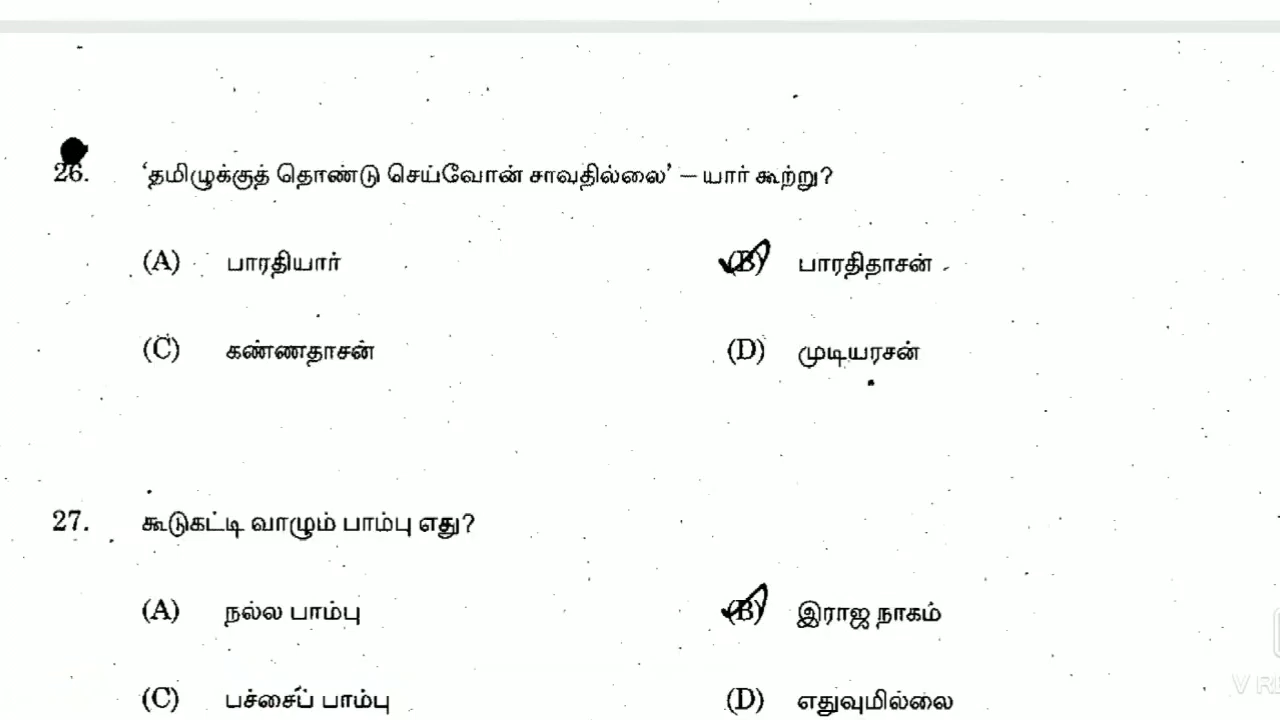 26. 'தமிழுக்குத் தொண்டு செய்வோன் சாவதில்லை' – யார் கூற்று?
(A) பாரதியார் (B) பாரதிதாசன்
(C) கண்ணதாசன் (D) முடியரசன்
27. கூடுகட்டி வாழும் பாம்பு எது?
(A) நல்ல பாம்பு (B) இராஜ நாகம்
(C) பச்சைப் பாம்பு (D) எதுவுமில்லை